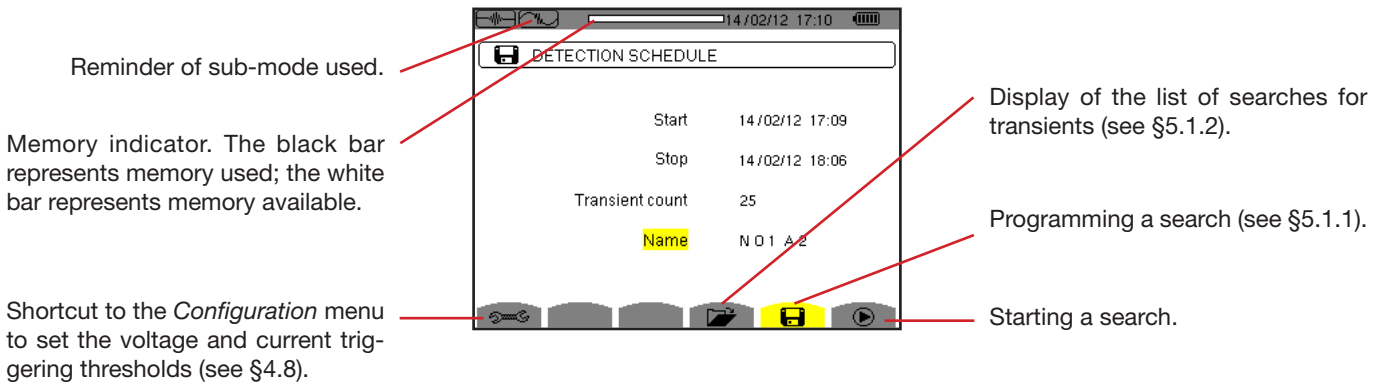 14/02/12 17:10
DETECTION SCHEDULE
Start 14/02/12 17:09
Stop 14/02/12 18:06
Transient count 25
Name NO1 A2
Reminder of sub-mode used.
Memory indicator. The black bar
represents memory used; the white
bar represents memory available.
Shortcut to the Configuration menu
to set the voltage and current trig-
gering thresholds (see §4.8).
Display of the list of searches for
transients (see §5.1.2).
Programming a search (see §5.1.1).
Starting a search.